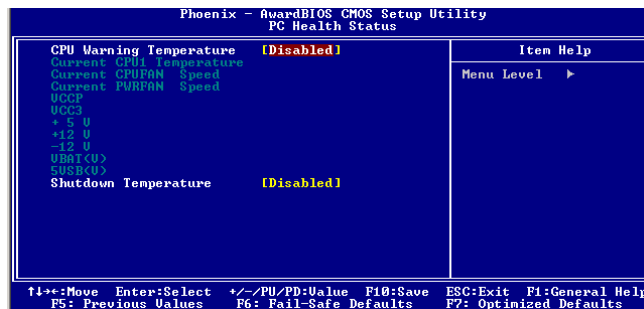 Phoenix - AwardBIOS CMOS Setup Utility
PC Health Status
CPU Warning Temperature [Disabled]
Current CPU1 Temperature
Current CPUFAN Speed
Current PWRFAN Speed
VCCP
VCC3
+ 5 V
+12 V
-12 V
VBAT(V)
5VSB(V)
Shutdown Temperature [Disabled]
Item Help
Menu Level ►
↑↓→←:Move Enter:Select +/-/PU/PD:Value F10:Save ESC:Exit F1:General Help
F5: Previous Values F6: Fail-Safe Defaults F7: Optimized Defaults